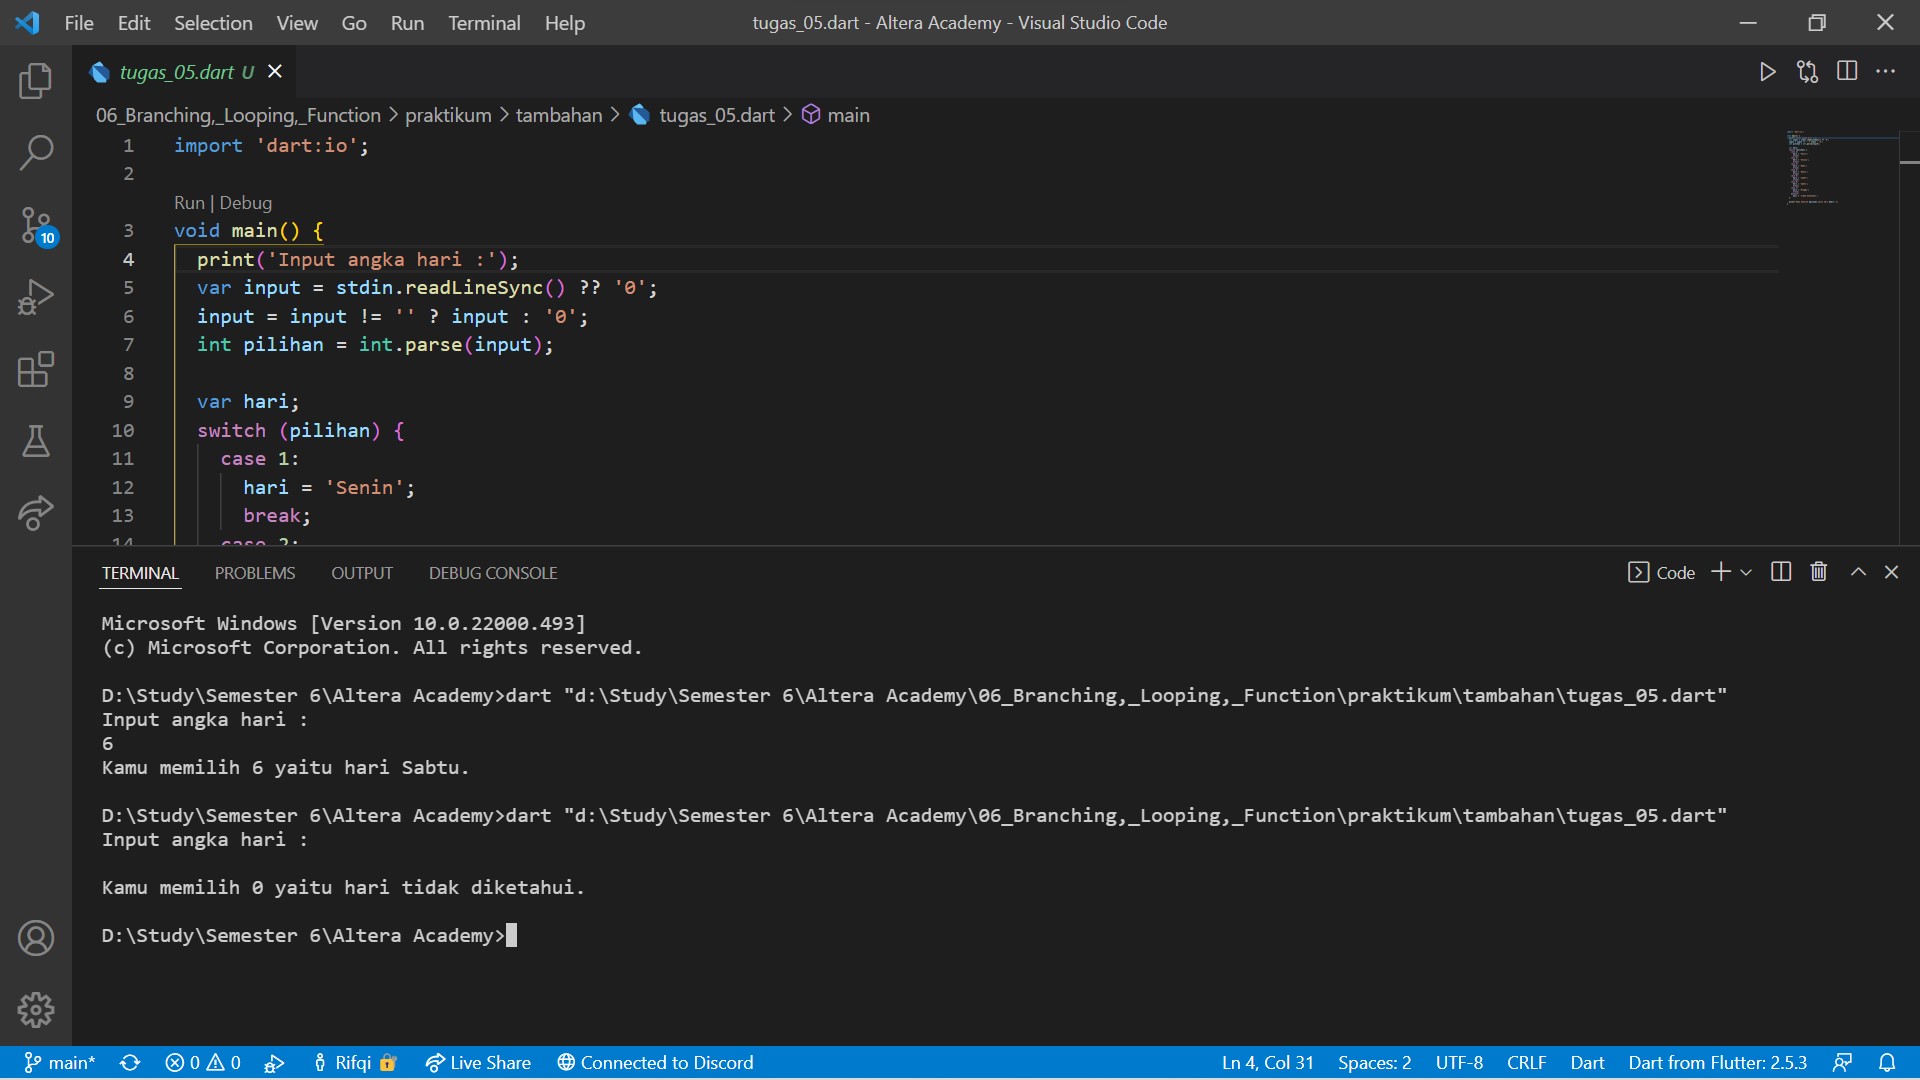 File Edit Selection View Go Run Terminal Help tugas_05.dart - Altera Academy - Visual Studio Code
tugas_05.dart U
06_Branching,_Looping,_Function > praktikum > tambahan > tugas_05.dart > main
1 import 'dart:io';
2
Run | Debug
3 void main() {
4 print('Input angka hari :');
5 var input = stdin.readLineSync() ?? '0';
6 input = input != '' ? input : '0';
7 int pilihan = int.parse(input);
8
9 var hari;
10 switch (pilihan) {
11 case 1:
12 hari = 'Senin';
13 break;
14 case 2:
10
TERMINAL PROBLEMS OUTPUT DEBUG CONSOLE Code
Microsoft Windows [Version 10.0.22000.493]
(c) Microsoft Corporation. All rights reserved.
D:\Study\Semester 6\Altera Academy>dart "d:\Study\Semester 6\Altera Academy\06_Branching,_Looping,_Function\praktikum\tambahan\tugas_05.dart"
Input angka hari :
6
Kamu memilih 6 yaitu hari Sabtu.
D:\Study\Semester 6\Altera Academy>dart "d:\Study\Semester 6\Altera Academy\06_Branching,_Looping,_Function\praktikum\tambahan\tugas_05.dart"
Input angka hari :
Kamu memilih 0 yaitu hari tidak diketahui.
D:\Study\Semester 6\Altera Academy>
main* 0 0 Rifqi Live Share Connected to Discord Ln 4, Col 31 Spaces: 2 UTF-8 CRLF Dart Dart from Flutter: 2.5.3